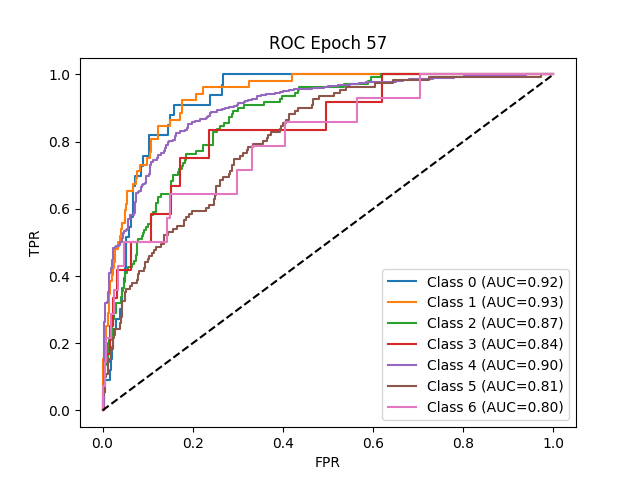 ROC Epoch 57
TPR
1.0
0.8
0.6
0.4
0.2
0.0
Class 0 (AUC=0.92)
Class 1 (AUC=0.93)
Class 2 (AUC=0.87)
Class 3 (AUC=0.84)
Class 4 (AUC=0.90)
Class 5 (AUC=0.81)
Class 6 (AUC=0.80)
0.0 0.2 0.4 0.6 0.8 1.0
FPR